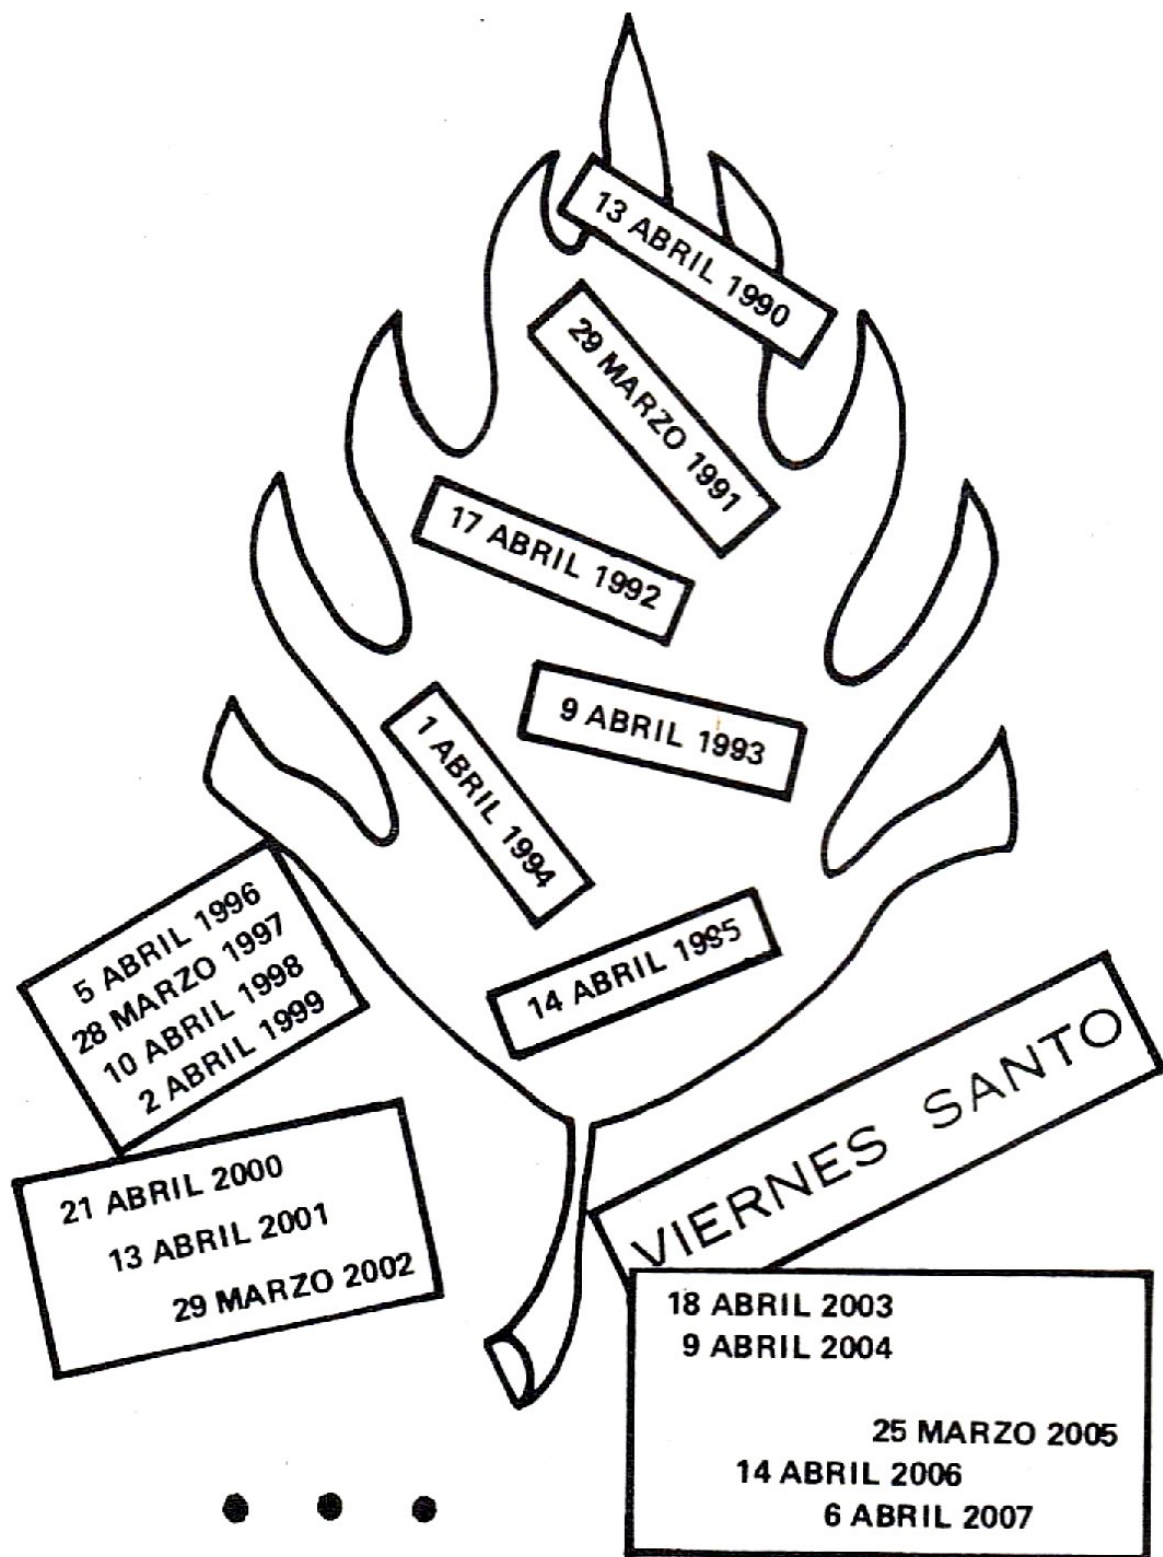 13 ABRIL 1990
29 MARZO 1991
17 ABRIL 1992
9 ABRIL 1993
1 ABRIL 1994
14 ABRIL 1995
5 ABRIL 1996
28 MARZO 1997
10 ABRIL 1998
2 ABRIL 1999
21 ABRIL 2000
13 ABRIL 2001
29 MARZO 2002
VIERNES SANTO
18 ABRIL 2003
9 ABRIL 2004
25 MARZO 2005
14 ABRIL 2006
6 ABRIL 2007